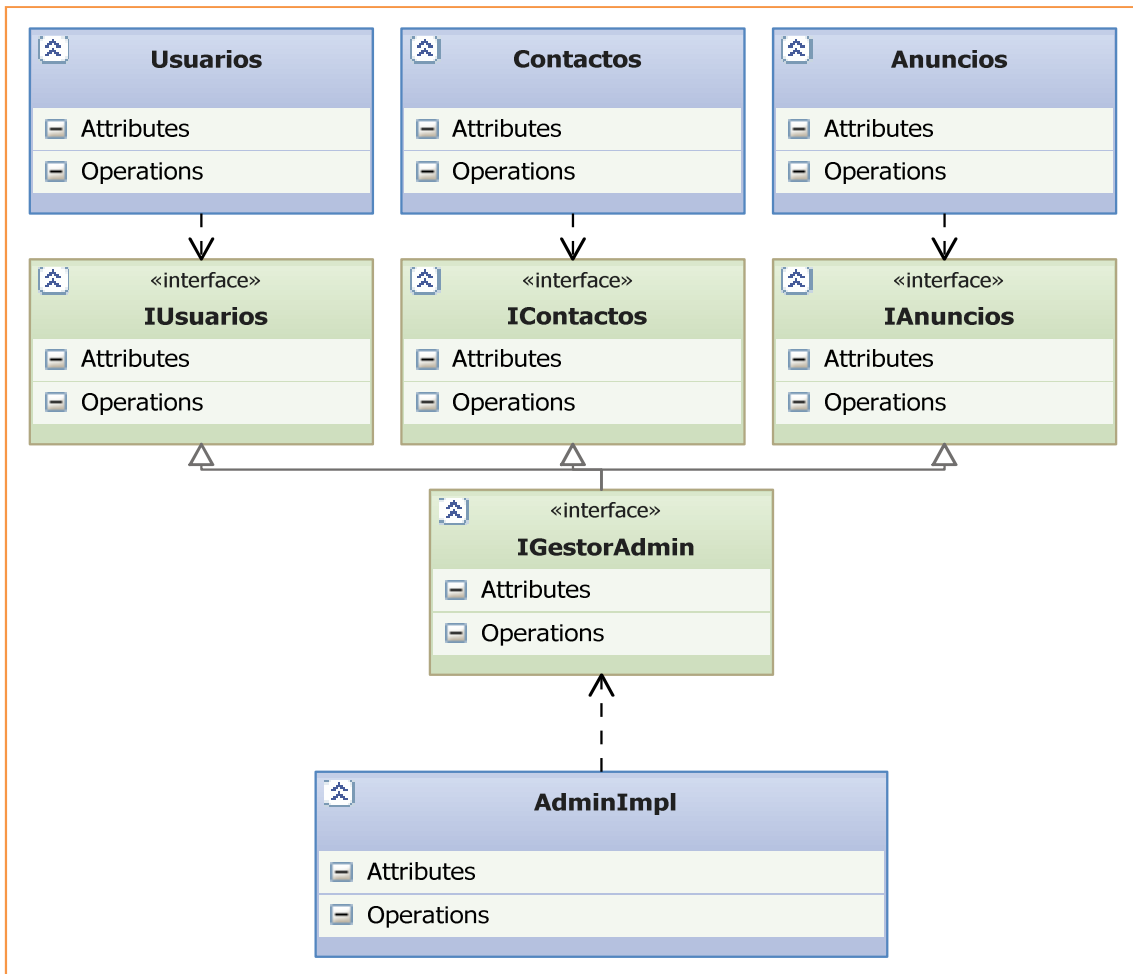 Usuarios
Attributes
Operations
Contactos
Attributes
Operations
Anuncios
Attributes
Operations
«interface»
IUsuarios
Attributes
Operations
«interface»
IContactos
Attributes
Operations
«interface»
IAnuncios
Attributes
Operations
«interface»
IGestorAdmin
Attributes
Operations
AdminImpl
Attributes
Operations